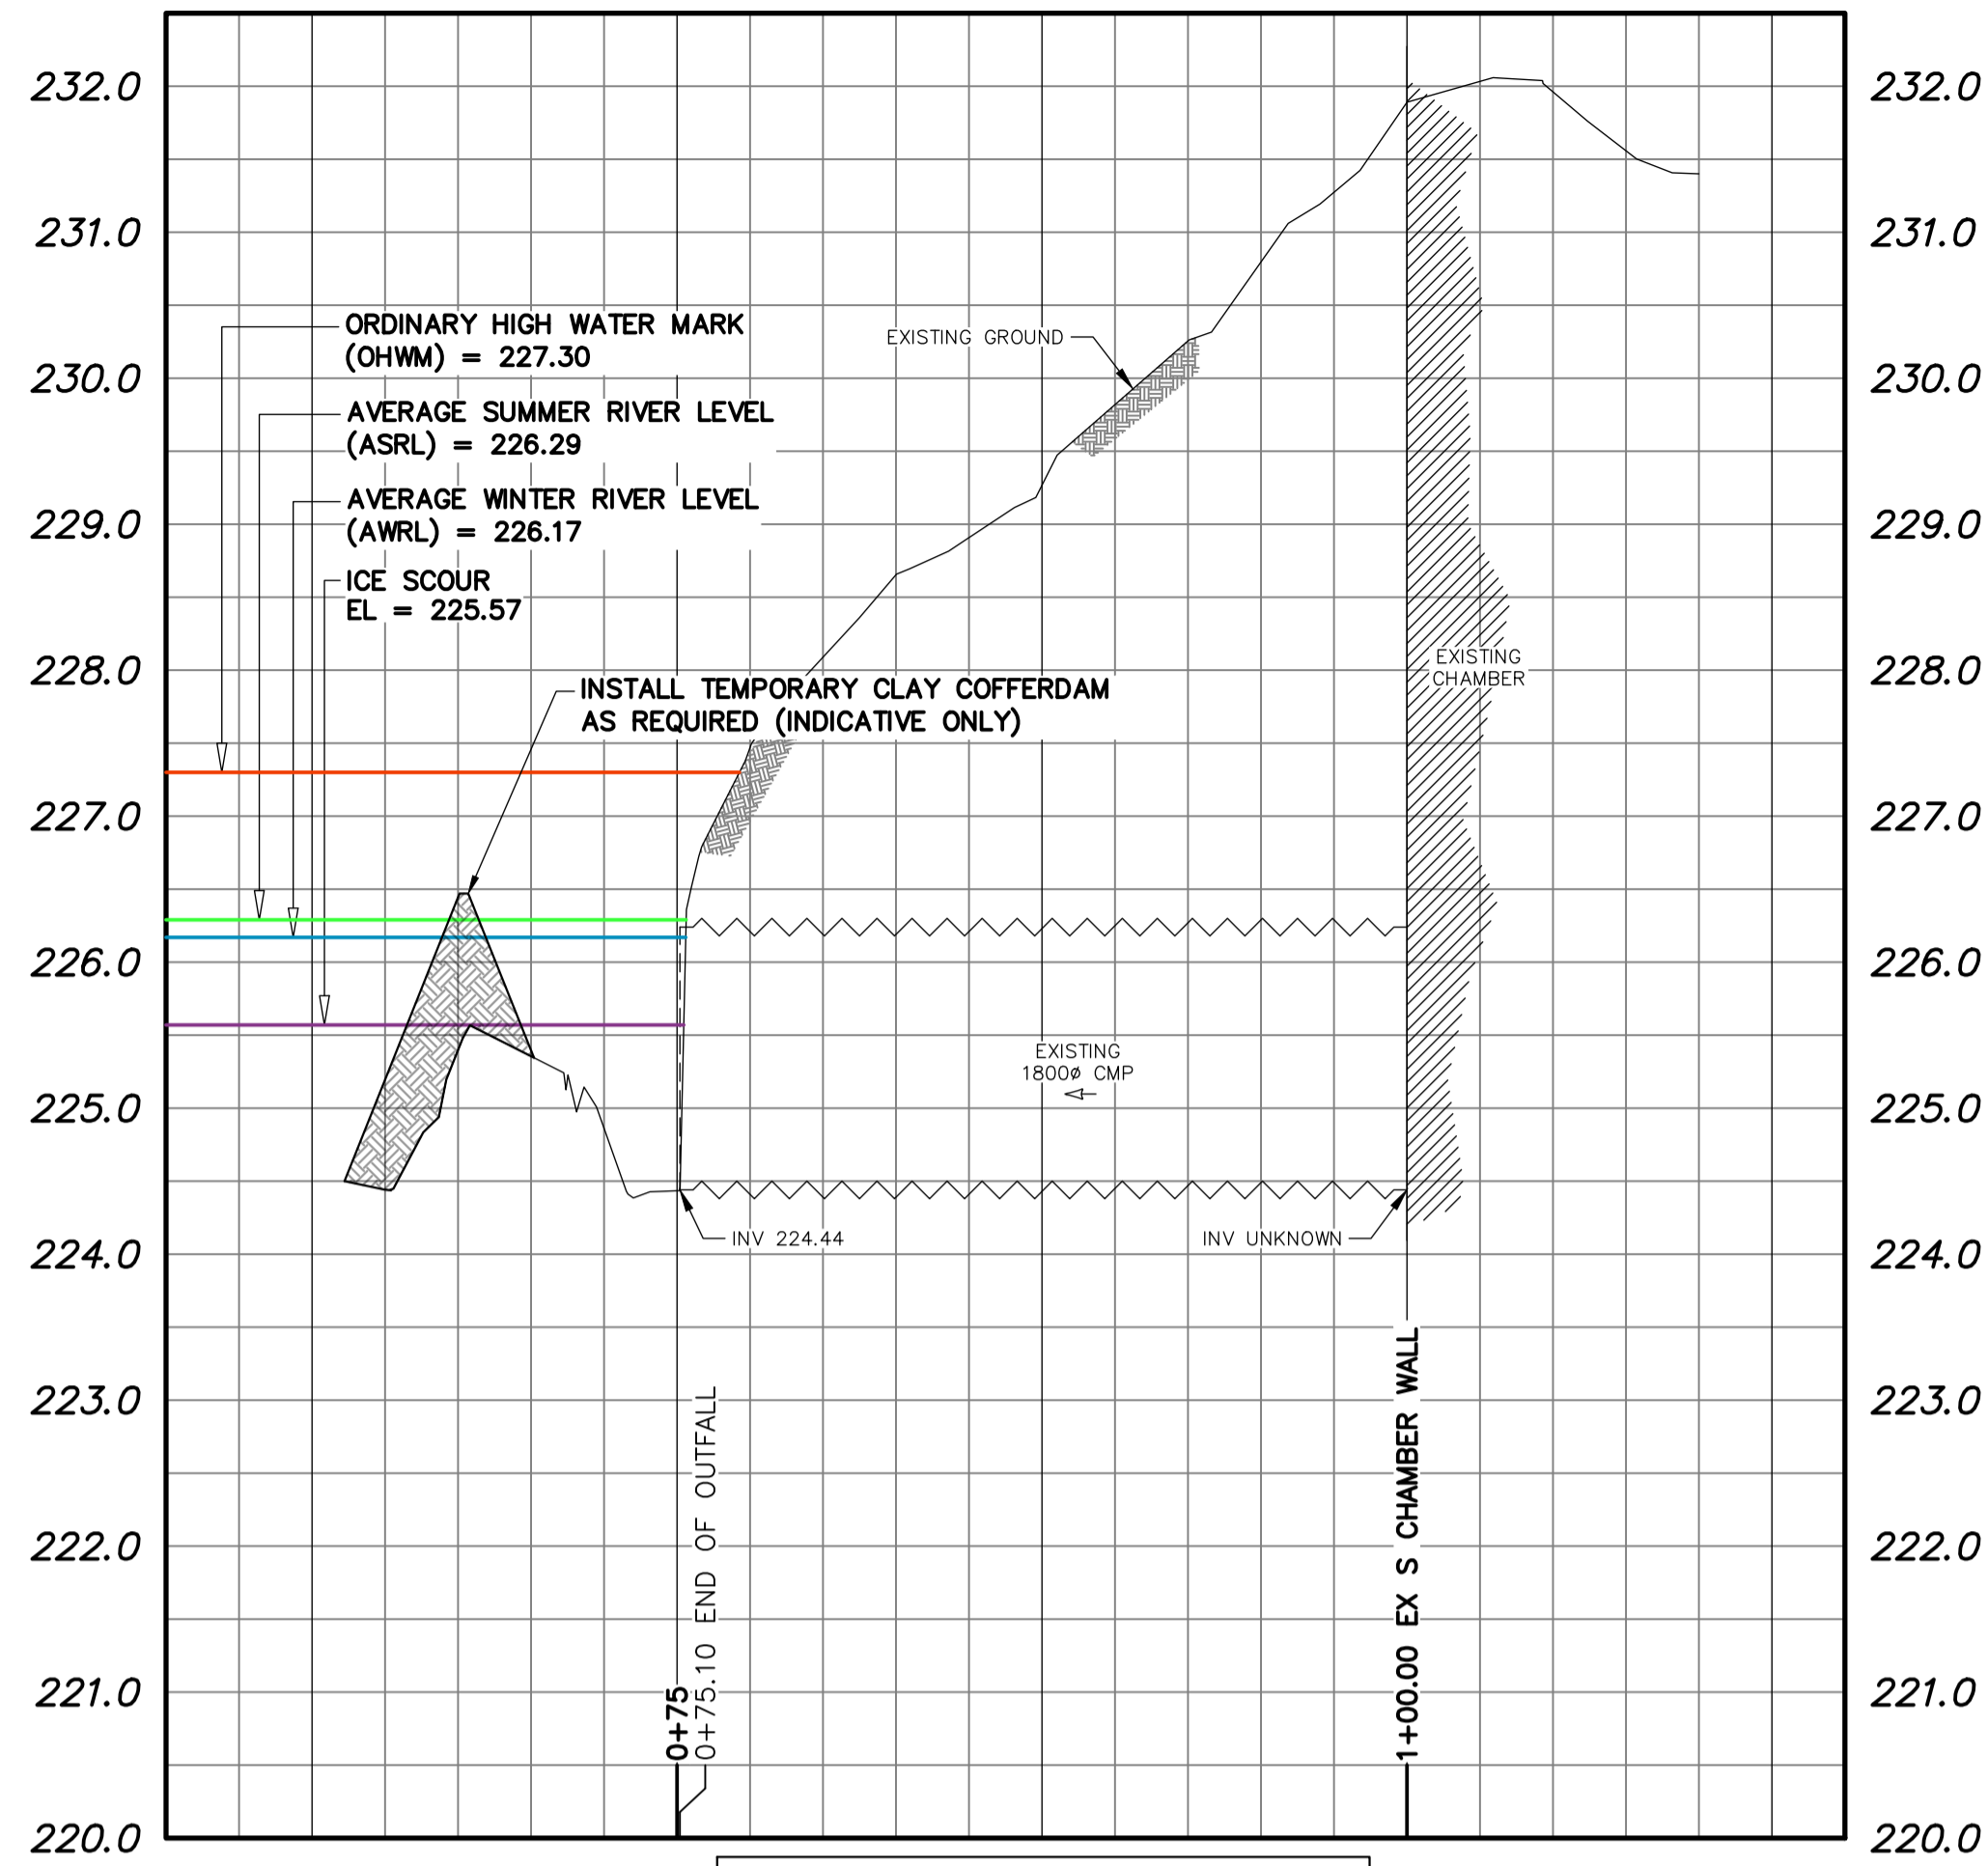 232.0 232.0
231.0 231.0
ORDINARY HIGH WATER MARK
(OHWM) = 227.30
EXISTING GROUND
230.0 230.0
AVERAGE SUMMER RIVER LEVEL
(ASRL) = 226.29
AVERAGE WINTER RIVER LEVEL
(AWRL) = 226.17
229.0 229.0
ICE SCOUR
EL = 225.57
EXISTING
CHAMBER
228.0 228.0
INSTALL TEMPORARY CLAY COFFERDAM
AS REQUIRED (INDICATIVE ONLY)
227.0 227.0
226.0 226.0
EXISTING
1800ø CMP
225.0 225.0
INV 224.44
INV UNKNOWN
224.0 224.0
223.0 223.0
222.0 222.0
221.0 221.0
0+75
0+75.10 END OF OUTFALL
1+00.00 EX S CHAMBER WALL
220.0 220.0